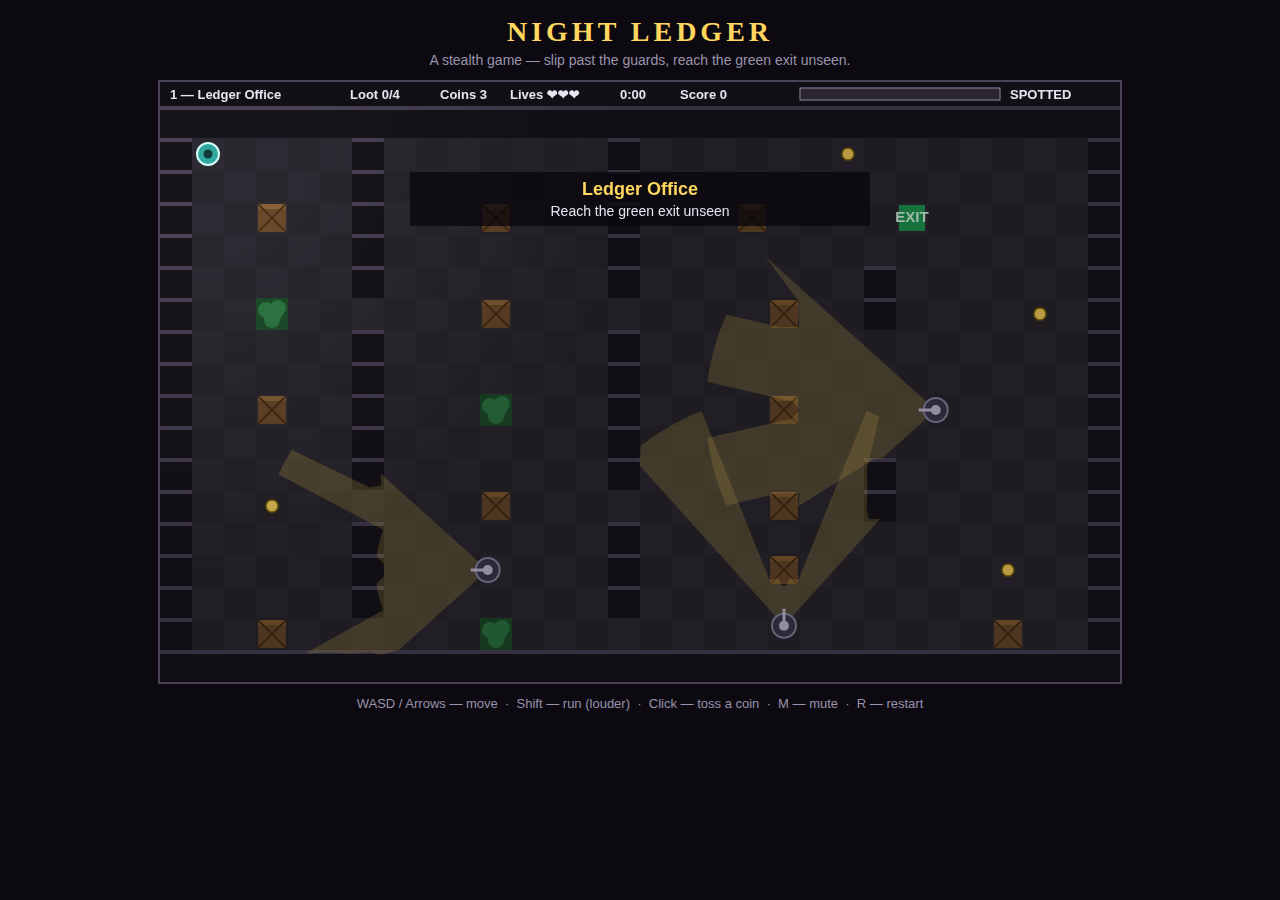 NIGHT LEDGER
A stealth game — slip past the guards, reach the green exit unseen.
1 — Ledger Office Loot 0/4 Coins 3 Lives ❤❤❤ 0:00 Score 0 SPOTTED
Ledger Office
Reach the green exit unseen
EXIT
WASD / Arrows — move · Shift — run (louder) · Click — toss a coin · M — mute · R — restart